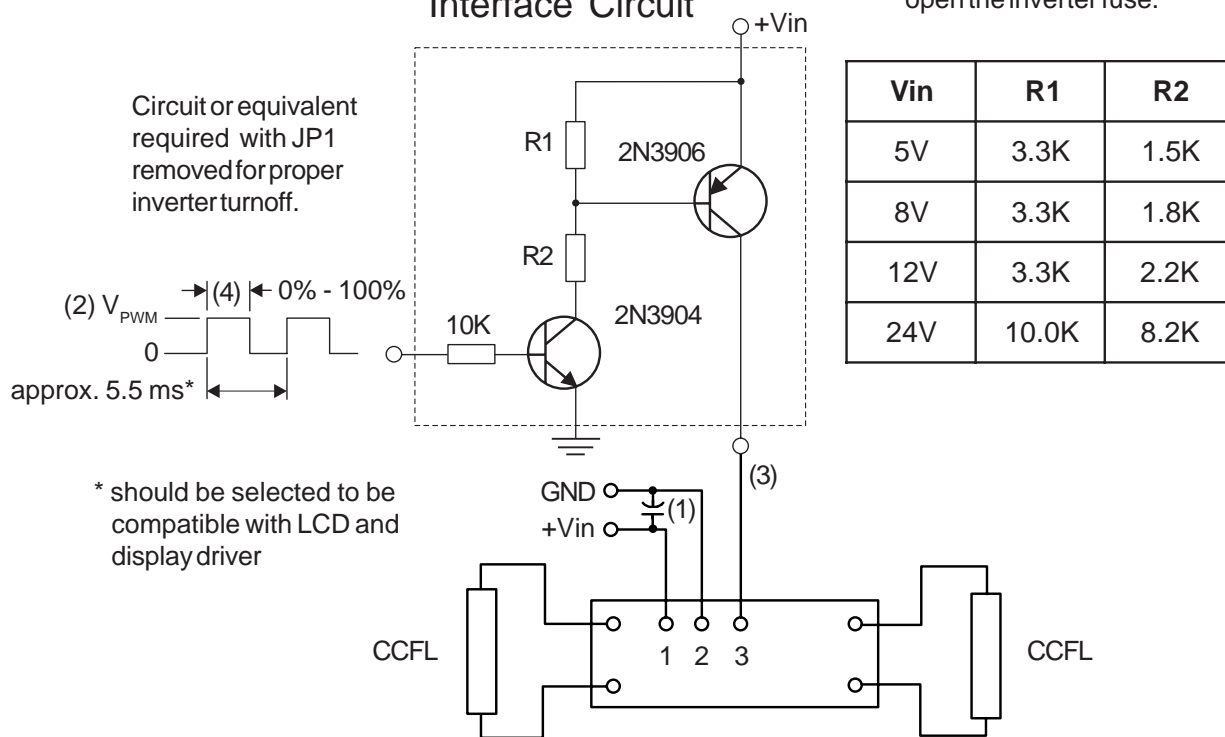 Interface Circuit
open the inverter fuse.
+Vin
Circuit or equivalent
required with JP1
removed for proper
inverter turnoff.
R1
2N3906
R2
2N3904
10K
(2) VPWM
(4)
0% - 100%
0
approx. 5.5 ms*
Vin R1 R2
5V 3.3K 1.5K
8V 3.3K 1.8K
12V 3.3K 2.2K
24V 10.0K 8.2K
* should be selected to be
compatible with LCD and
display driver
GND
(1)
+Vin
(3)
CCFL
1 2 3
CCFL